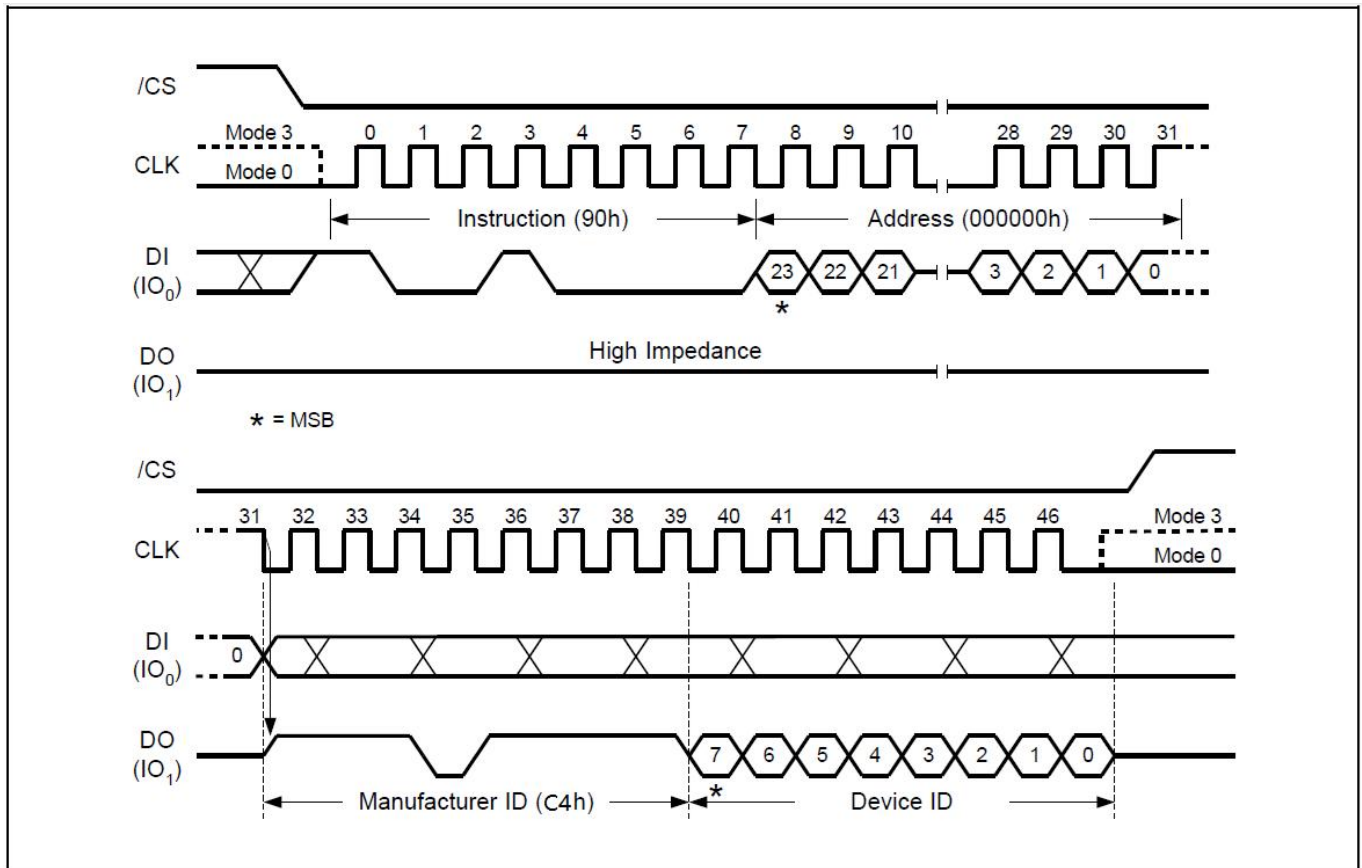 /CS
Mode 3 0 1 2 3 4 5 6 7 8 9 10 28 29 30 31
CLK
Mode 0
Instruction (90h) Address (000000h)
DI
(IO0)
23 22 21 3 2 1 0
*
High Impedance
DO
(IO1)
* = MSB
/CS
31 32 33 34 35 36 37 38 39 40 41 42 43 44 45 46 Mode 3
CLK
Mode 0
DI
(IO0)
0
DO
(IO1)
7 6 5 4 3 2 1 0
*
Manufacturer ID (C4h) Device ID